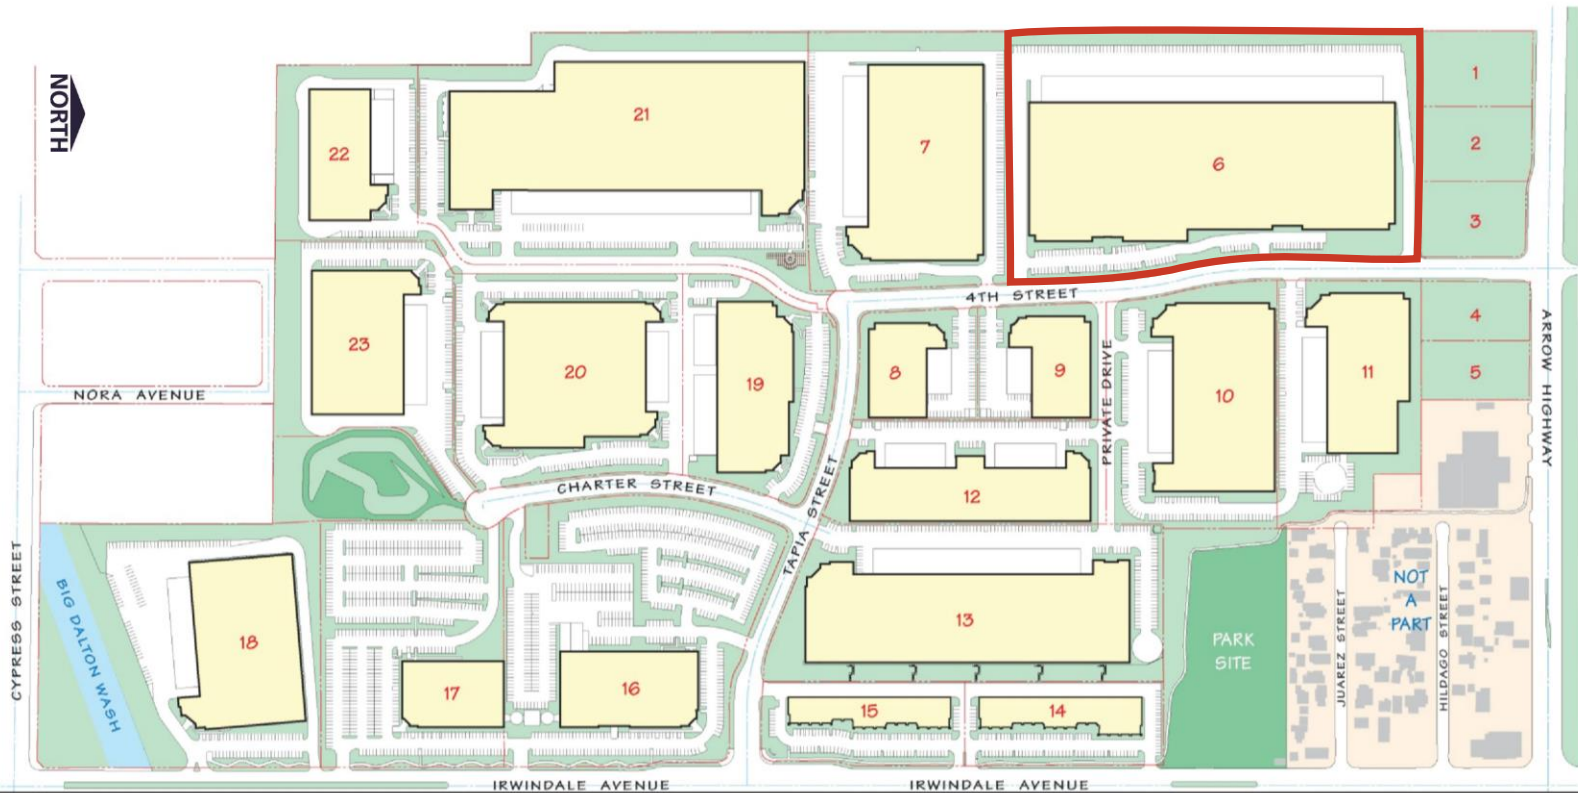 NORTH
1
21
7
2
22
6
3
4TH STREET
4
23
20
19
8
9
PRIVATE DRIVE
10
11
5
NORA AVENUE
ARROW HIGHWAY
CHARTER STREET
12
TAPIA STREET
CYPRESS STREET
BIG DALTON WASH
18
17
16
13
15
14
PARK
SITE
JUAREZ STREET
NOT
A
PART
HILDAGO STREET
IRWINDALE AVENUE
IRWINDALE AVENUE